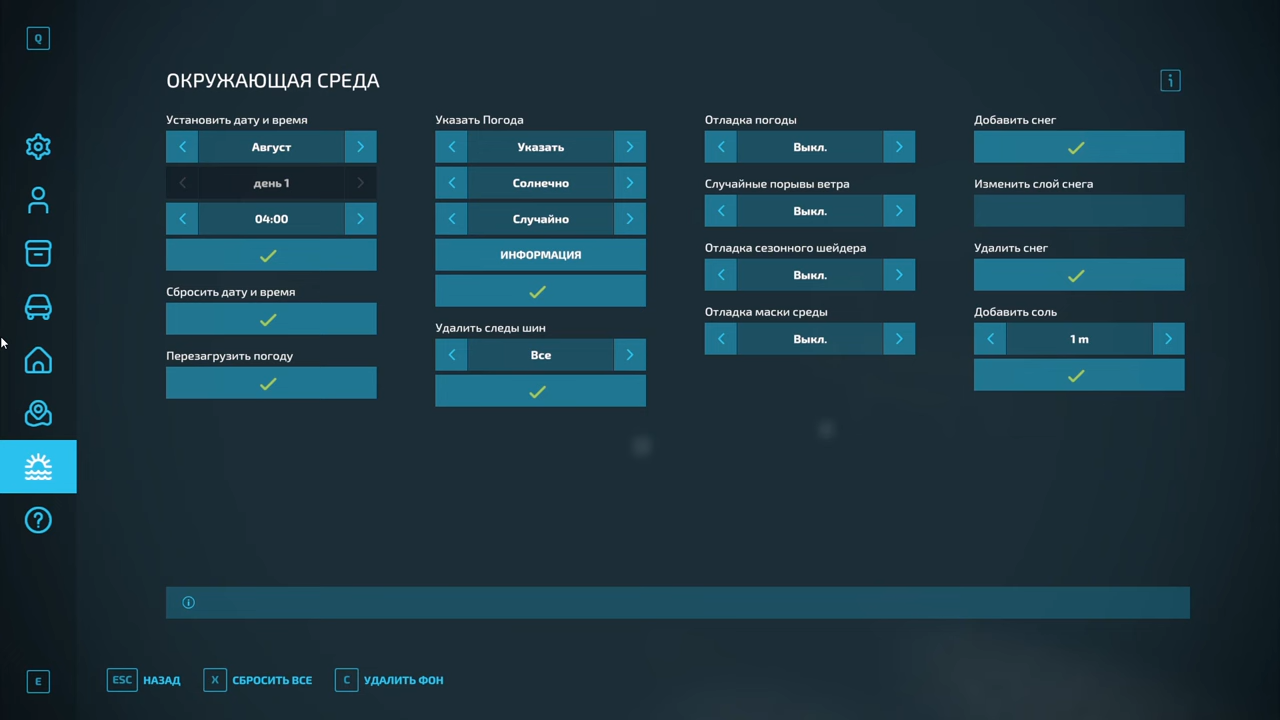 Q
ОКРУЖАЮЩАЯ СРЕДА
Установить дату и время
Август
день 1
04:00
Сбросить дату и время
Перезагрузить погоду
Указать Погода
Указать
Солнечно
Случайно
ИНФОРМАЦИЯ
Удалить следы шин
Все
Отладка погоды
Выкл.
Случайные порывы ветра
Выкл.
Отладка сезонного шейдера
Выкл.
Отладка маски среды
Выкл.
Добавить снег
Изменить слой снега
Удалить снег
Добавить соль
1 m
E
ESC НАЗАД X СБРОСИТЬ ВСЕ C УДАЛИТЬ ФОН